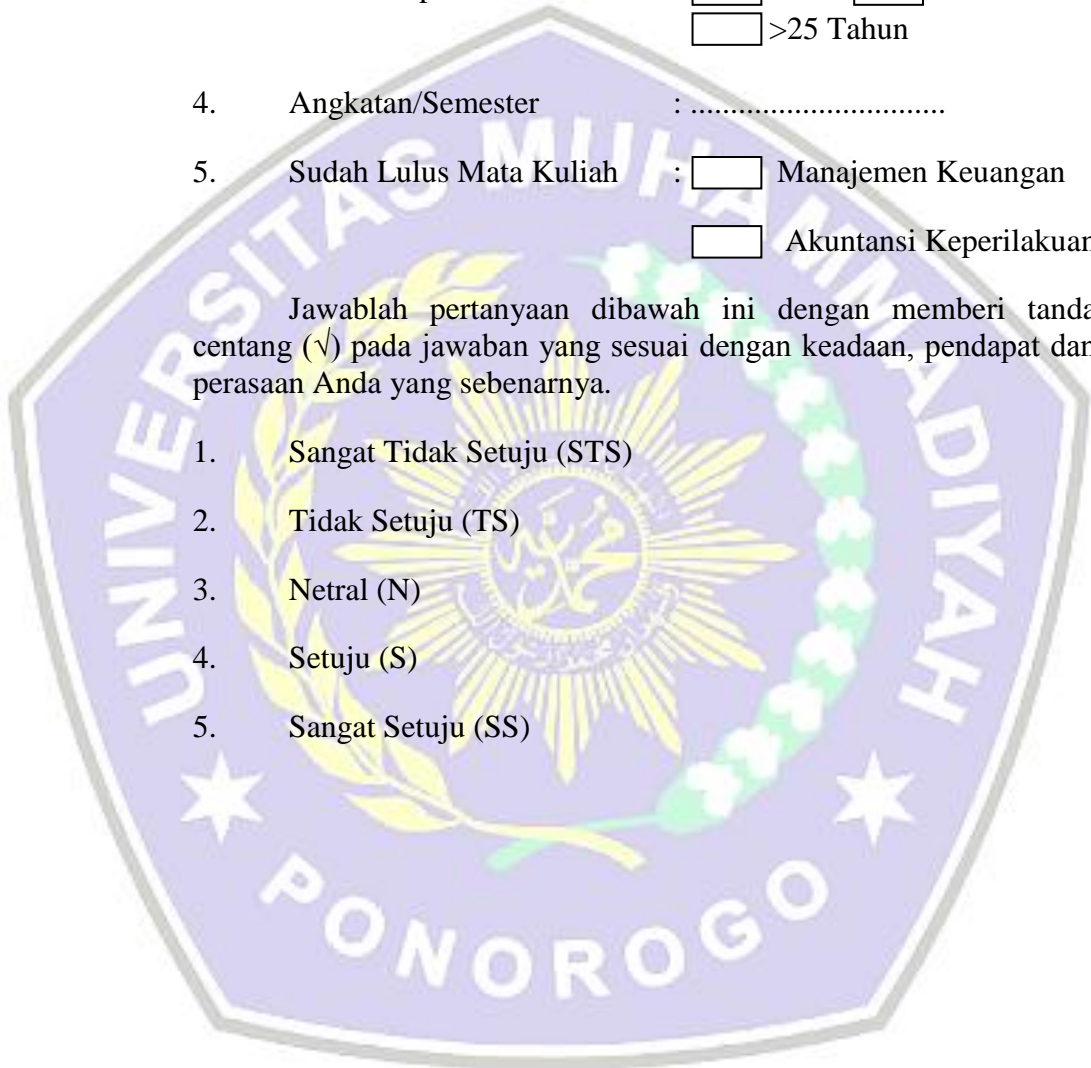 >25 Tahun
4. Angkatan/Semester : ................................
5. Sudah Lulus Mata Kuliah : Manajemen Keuangan
Akuntansi Keperilakuan
Jawablah pertanyaan dibawah ini dengan memberi tanda
centang (√) pada jawaban yang sesuai dengan keadaan, pendapat dan
perasaan Anda yang sebenarnya.
1. Sangat Tidak Setuju (STS)
2. Tidak Setuju (TS)
3. Netral (N)
4. Setuju (S)
5. Sangat Setuju (SS)
UNIVERSITAS MUHAMMADIYAH
PONOROGO